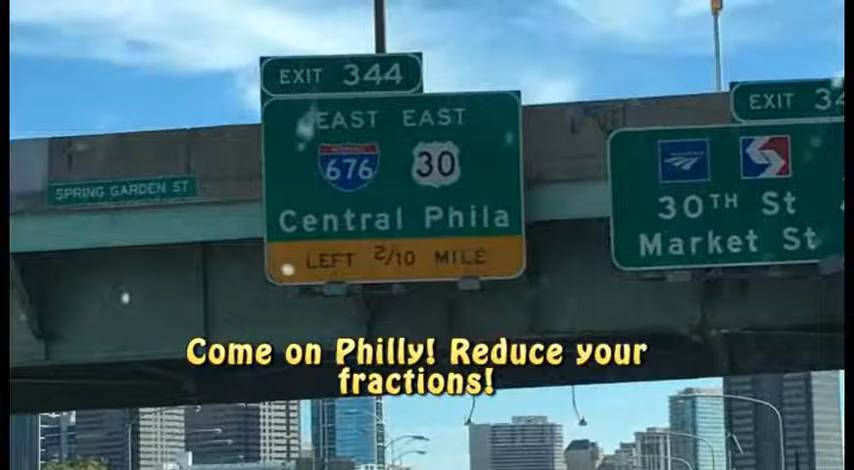 SPRING GARDEN ST
EXIT 344
EAST EAST
676 30
Central Phila
LEFT 2/10 MILE
EXIT 34
30TH St
Market St
Come on Philly! Reduce your
fractions!